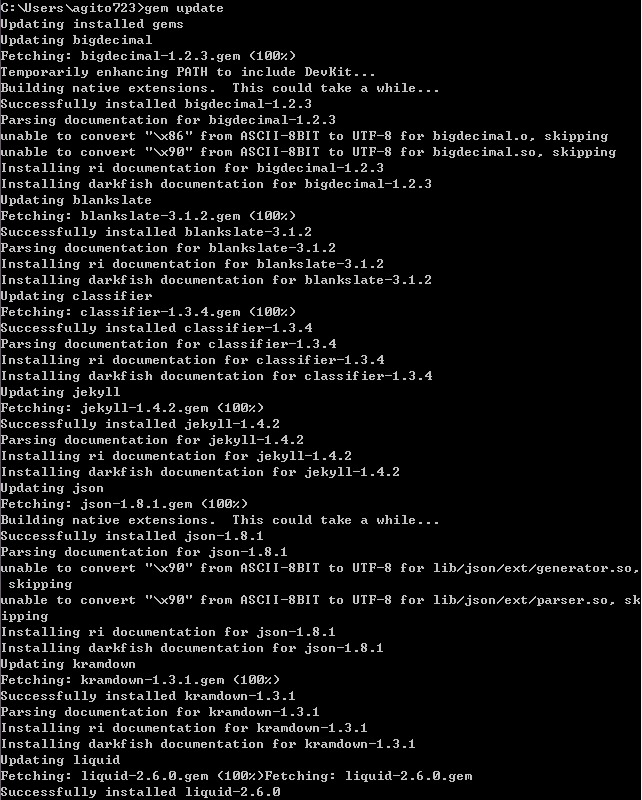 C:\Users\agito723>gem update
Updating installed gems
Updating bigdecimal
Fetching: bigdecimal-1.2.3.gem (100%)
Temporarily enhancing PATH to include DevKit...
Building native extensions.  This could take a while...
Successfully installed bigdecimal-1.2.3
Parsing documentation for bigdecimal-1.2.3
unable to convert "\x86" from ASCII-8BIT to UTF-8 for bigdecimal.o, skipping
unable to convert "\x90" from ASCII-8BIT to UTF-8 for bigdecimal.so, skipping
Installing ri documentation for bigdecimal-1.2.3
Installing darkfish documentation for bigdecimal-1.2.3
Updating blankslate
Fetching: blankslate-3.1.2.gem (100%)
Successfully installed blankslate-3.1.2
Parsing documentation for blankslate-3.1.2
Installing ri documentation for blankslate-3.1.2
Installing darkfish documentation for blankslate-3.1.2
Updating classifier
Fetching: classifier-1.3.4.gem (100%)
Successfully installed classifier-1.3.4
Parsing documentation for classifier-1.3.4
Installing ri documentation for classifier-1.3.4
Installing darkfish documentation for classifier-1.3.4
Updating jekyll
Fetching: jekyll-1.4.2.gem (100%)
Successfully installed jekyll-1.4.2
Parsing documentation for jekyll-1.4.2
Installing ri documentation for jekyll-1.4.2
Installing darkfish documentation for jekyll-1.4.2
Updating json
Fetching: json-1.8.1.gem (100%)
Building native extensions.  This could take a while...
Successfully installed json-1.8.1
Parsing documentation for json-1.8.1
unable to convert "\x90" from ASCII-8BIT to UTF-8 for lib/json/ext/generator.so,
 skipping
unable to convert "\x90" from ASCII-8BIT to UTF-8 for lib/json/ext/parser.so, sk
ipping
Installing ri documentation for json-1.8.1
Installing darkfish documentation for json-1.8.1
Updating kramdown
Fetching: kramdown-1.3.1.gem (100%)
Successfully installed kramdown-1.3.1
Parsing documentation for kramdown-1.3.1
Installing ri documentation for kramdown-1.3.1
Installing darkfish documentation for kramdown-1.3.1
Updating liquid
Fetching: liquid-2.6.0.gem (100%)Fetching: liquid-2.6.0.gem
Successfully installed liquid-2.6.0